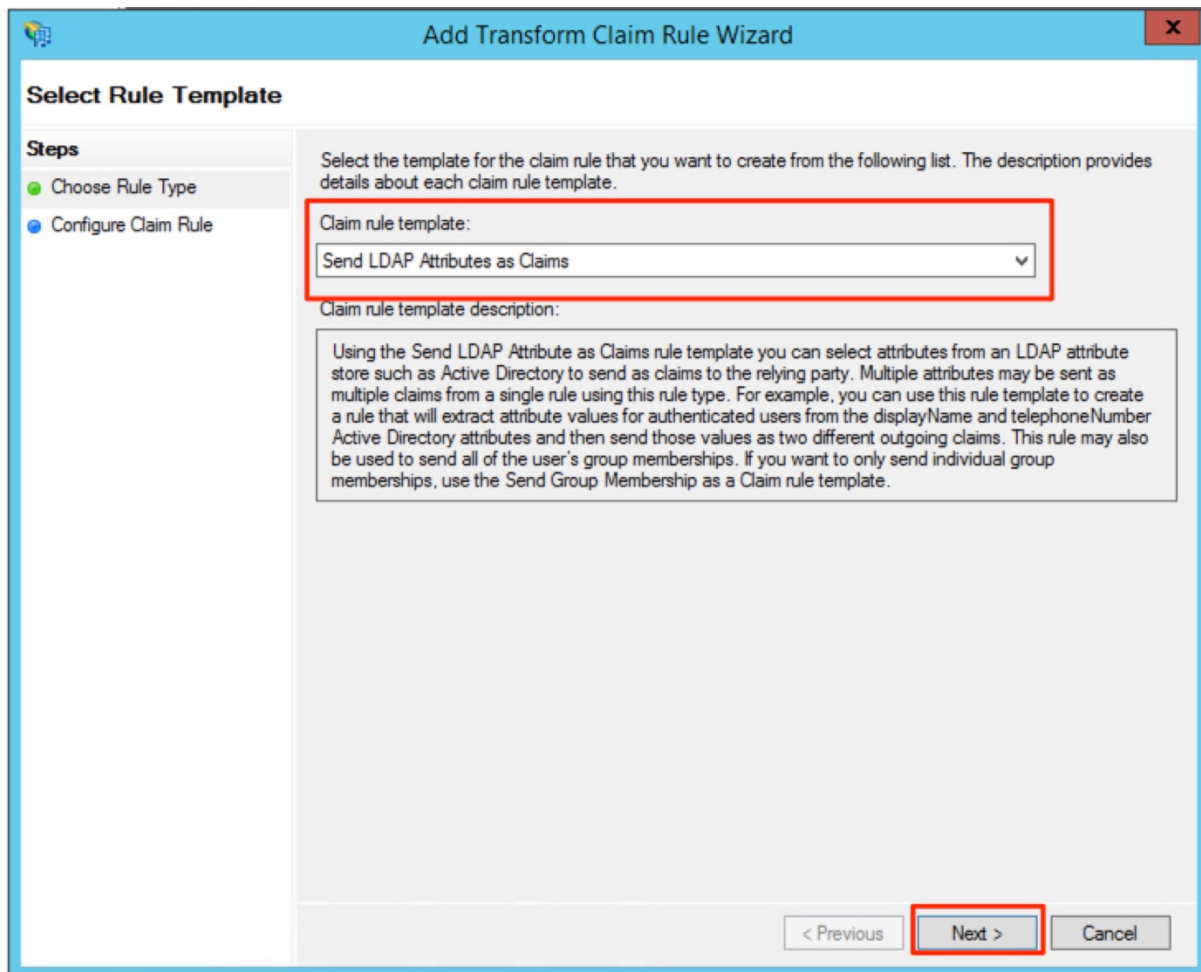 Add Transform Claim Rule Wizard
x
Select Rule Template
Steps
Choose Rule Type
Configure Claim Rule
Select the template for the claim rule that you want to create from the following list. The description provides
details about each claim rule template.
Claim rule template:
Send LDAP Attributes as Claims
Claim rule template description:
Using the Send LDAP Attribute as Claims rule template you can select attributes from an LDAP attribute
store such as Active Directory to send as claims to the relying party. Multiple attributes may be sent as
multiple claims from a single rule using this rule type. For example, you can use this rule template to create
a rule that will extract attribute values for authenticated users from the displayName and telephoneNumber
Active Directory attributes and then send those values as two different outgoing claims. This rule may also
be used to send all of the user's group memberships. If you want to only send individual group
memberships, use the Send Group Membership as a Claim rule template.
< Previous
Next >
Cancel